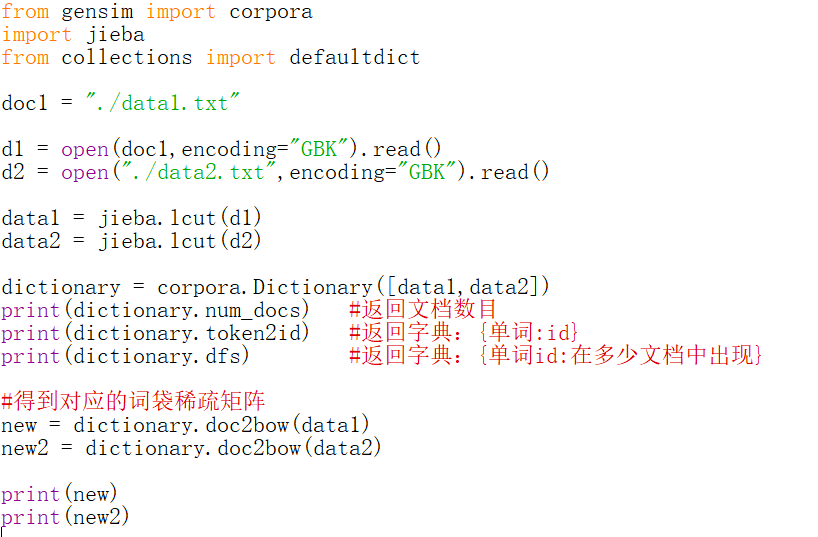 from gensim import corpora
import jieba
from collections import defaultdict
doc1 = "./data1.txt"
d1 = open(doc1,encoding="GBK").read()
d2 = open("./data2.txt",encoding="GBK").read()
data1 = jieba.lcut(d1)
data2 = jieba.lcut(d2)
dictionary = corpora.Dictionary([data1,data2])
print(dictionary.num_docs)   #返回文档数目
print(dictionary.token2id)   #返回字典：{单词:id}
print(dictionary.dfs)        #返回字典：{单词id:在多少文档中出现}
#得到对应的词袋稀疏矩阵
new = dictionary.doc2bow(data1)
new2 = dictionary.doc2bow(data2)
print(new)
print(new2)